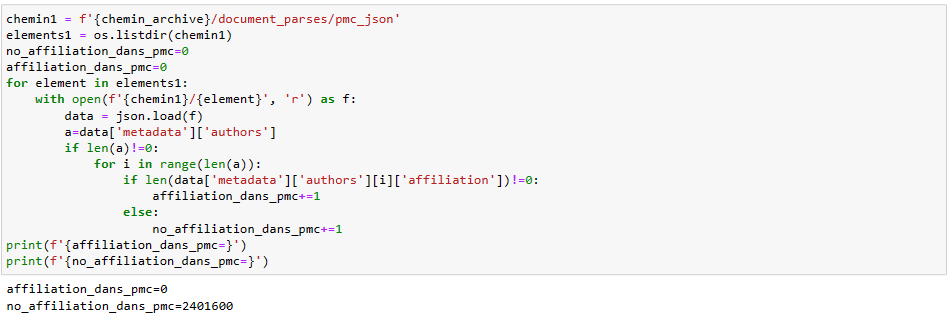 chemin1 = f'{chemin_archive}/document_parses/pmc_json'
elements1 = os.listdir(chemin1)
no_affiliation_dans_pmc=0
affiliation_dans_pmc=0
for element in elements1:
    with open(f'{chemin1}/{element}', 'r') as f:
        data = json.load(f)
        a=data['metadata']['authors']
        if len(a)!=0:
            for i in range(len(a)):
                if len(data['metadata']['authors'][i]['affiliation'])!=0:
                    affiliation_dans_pmc+=1
                else:
                    no_affiliation_dans_pmc+=1
print(f'{affiliation_dans_pmc=}')
print(f'{no_affiliation_dans_pmc=}')
affiliation_dans_pmc=0
no_affiliation_dans_pmc=2401600